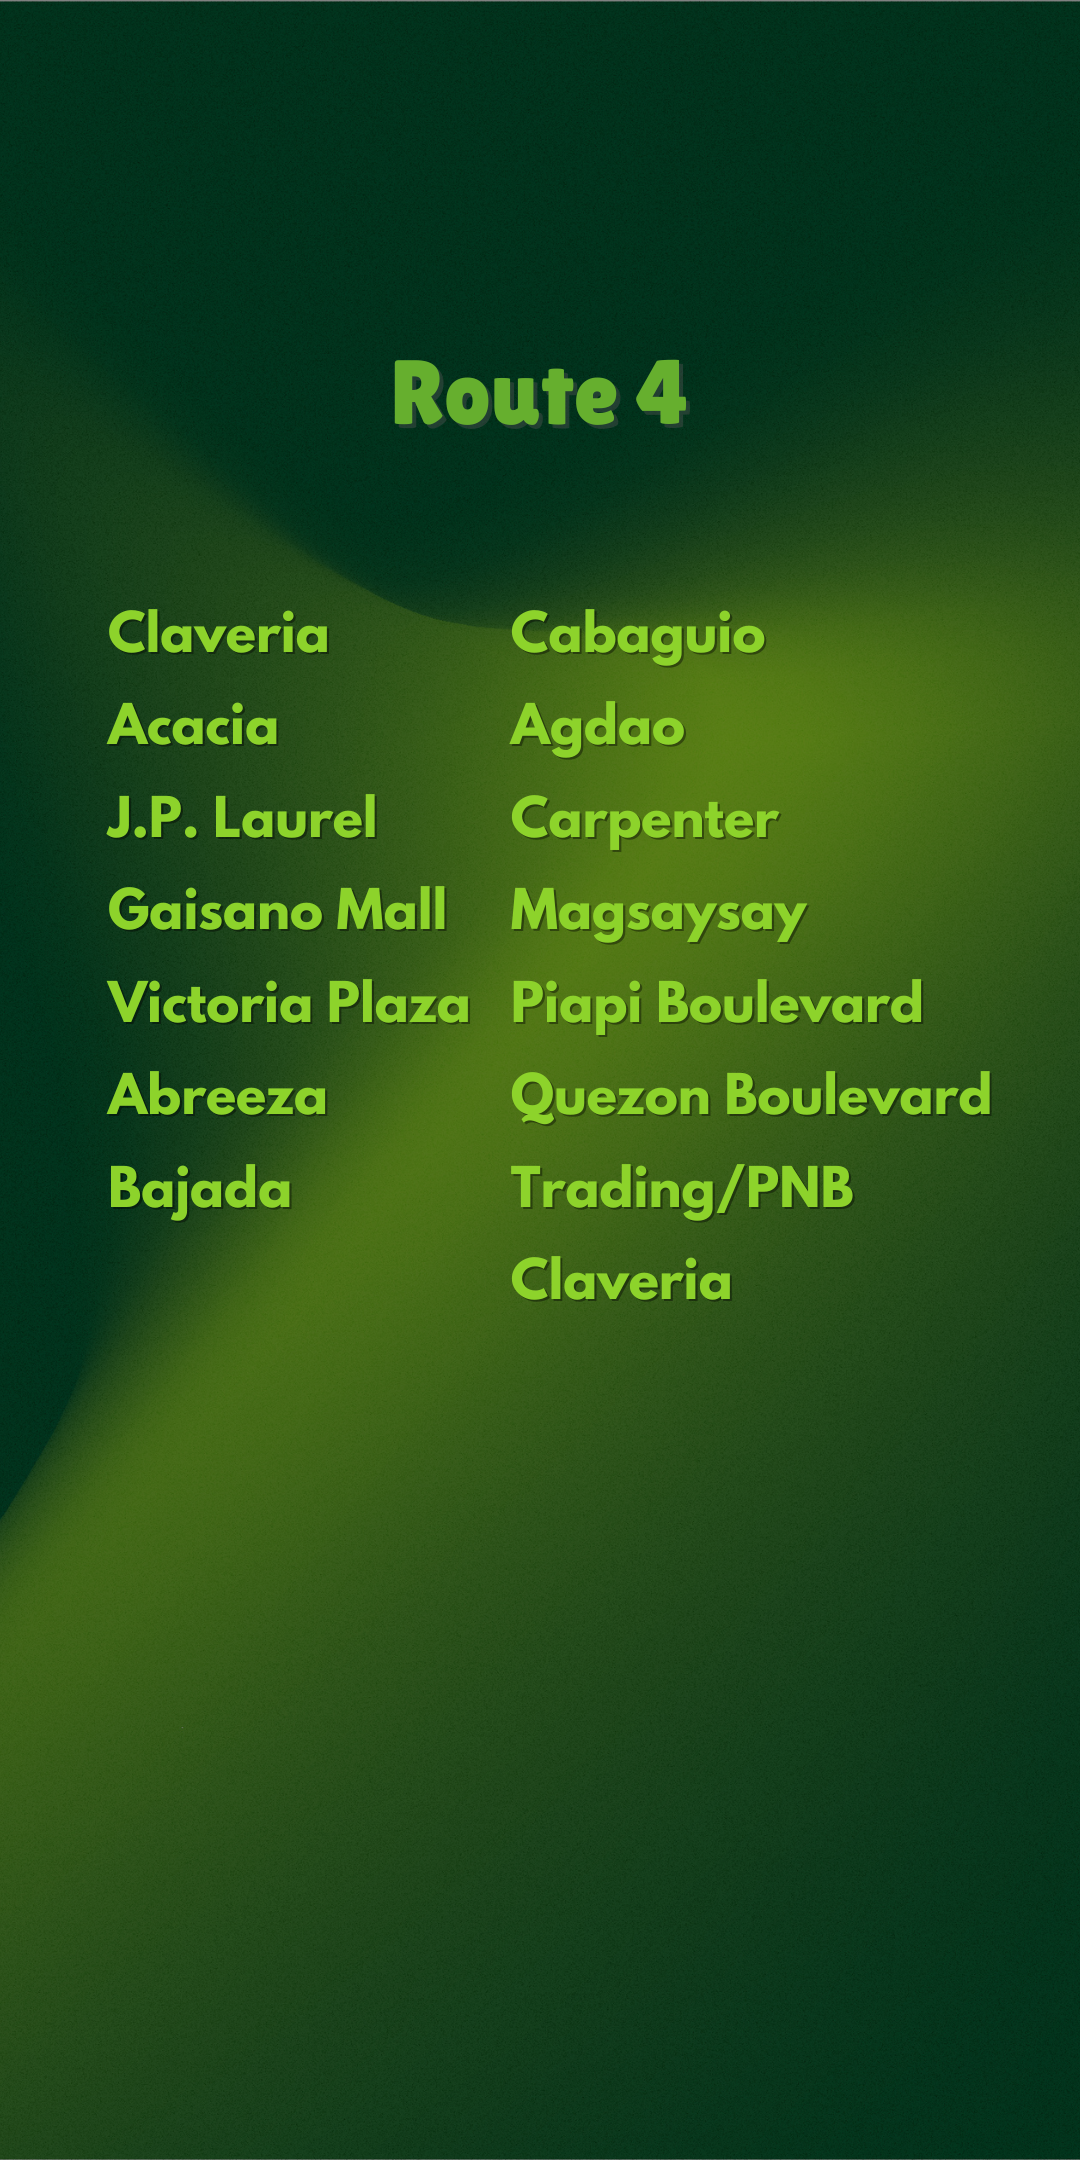 Route 4
Claveria
Acacia
J.P. Laurel
Gaisano Mall
Victoria Plaza
Abreeza
Bajada
Cabaguio
Agdao
Carpenter
Magsaysay
Piapi Boulevard
Quezon Boulevard
Trading/PNB
Claveria